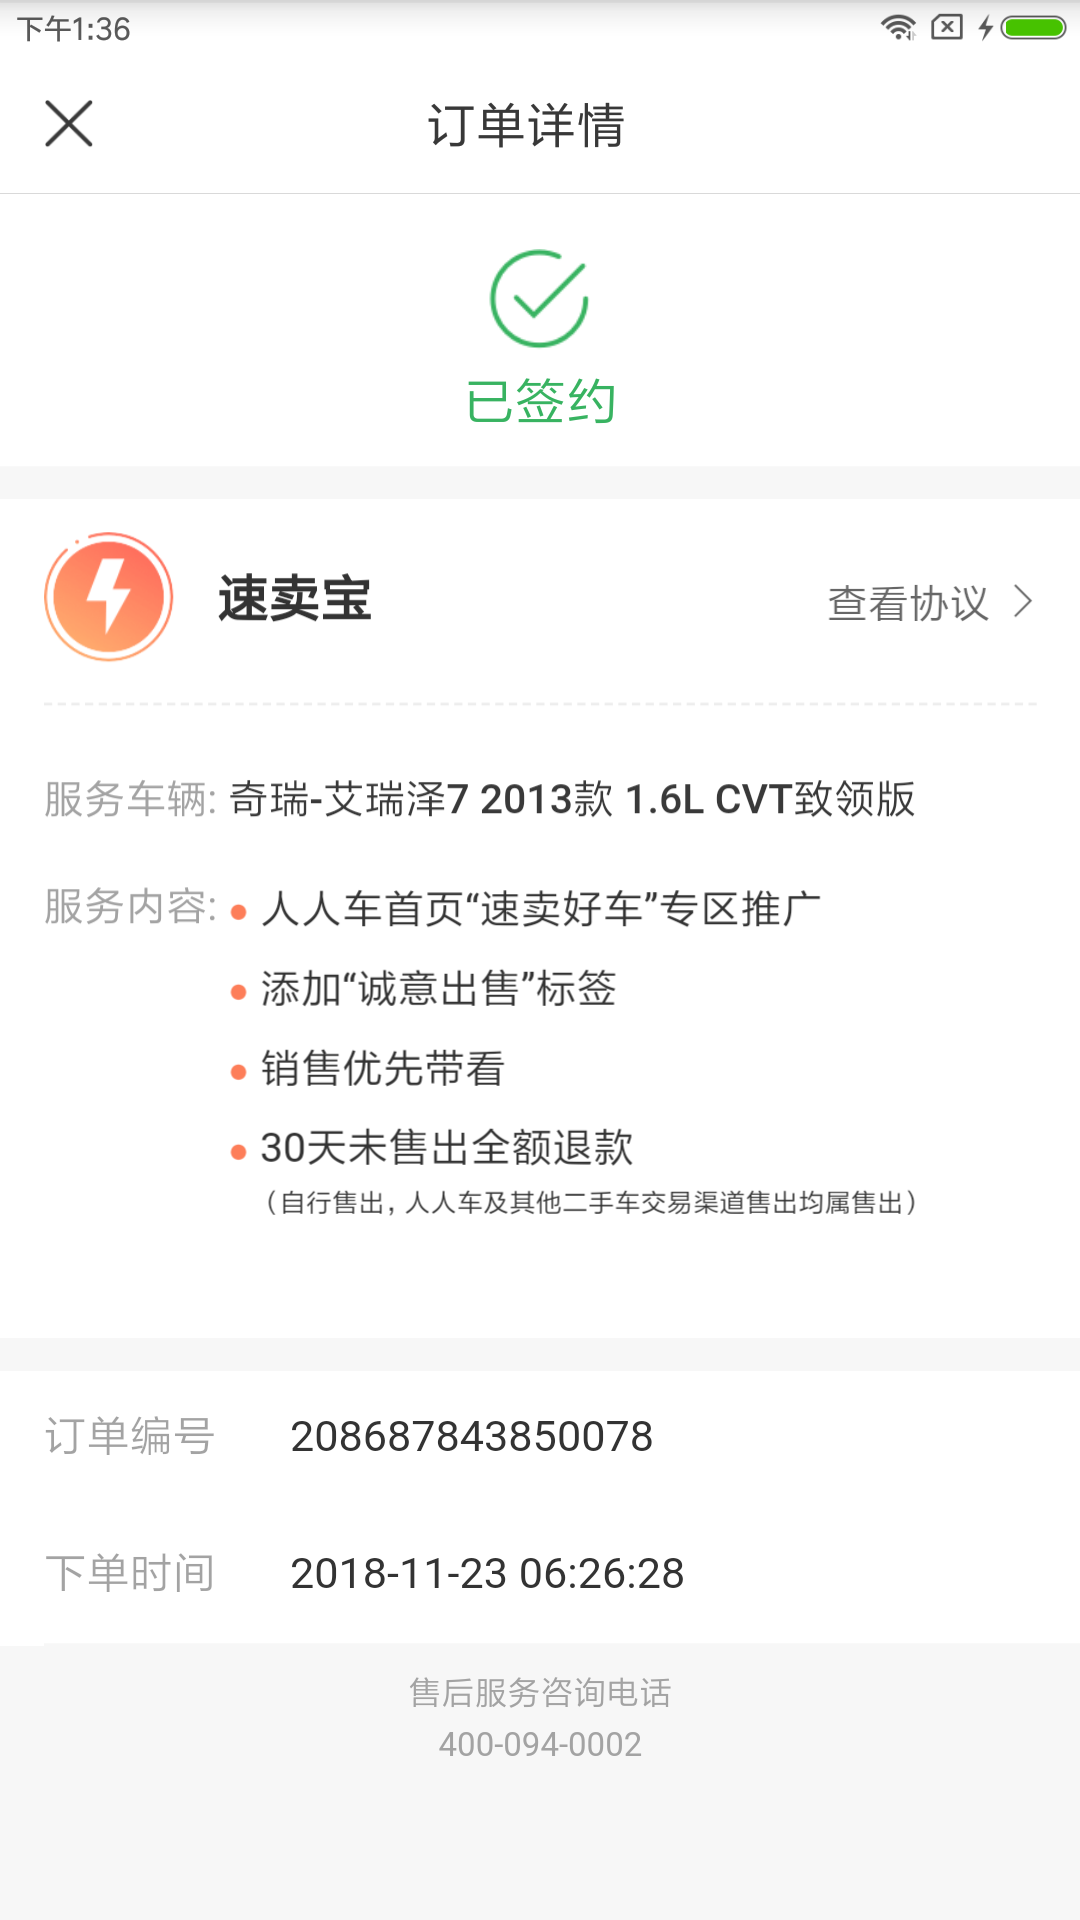 下午1:36
订单详情
已签约
速卖宝
查看协议
服务车辆: 奇瑞-艾瑞泽7 2013款 1.6L CVT致领版
服务内容: 人人车首页“速卖好车”专区推广
添加“诚意出售”标签
销售优先带看
30天未售出全额退款
（自行售出，人人车及其他二手车交易渠道售出均属售出）
订单编号 208687843850078
下单时间 2018-11-23 06:26:28
售后服务咨询电话
400-094-0002